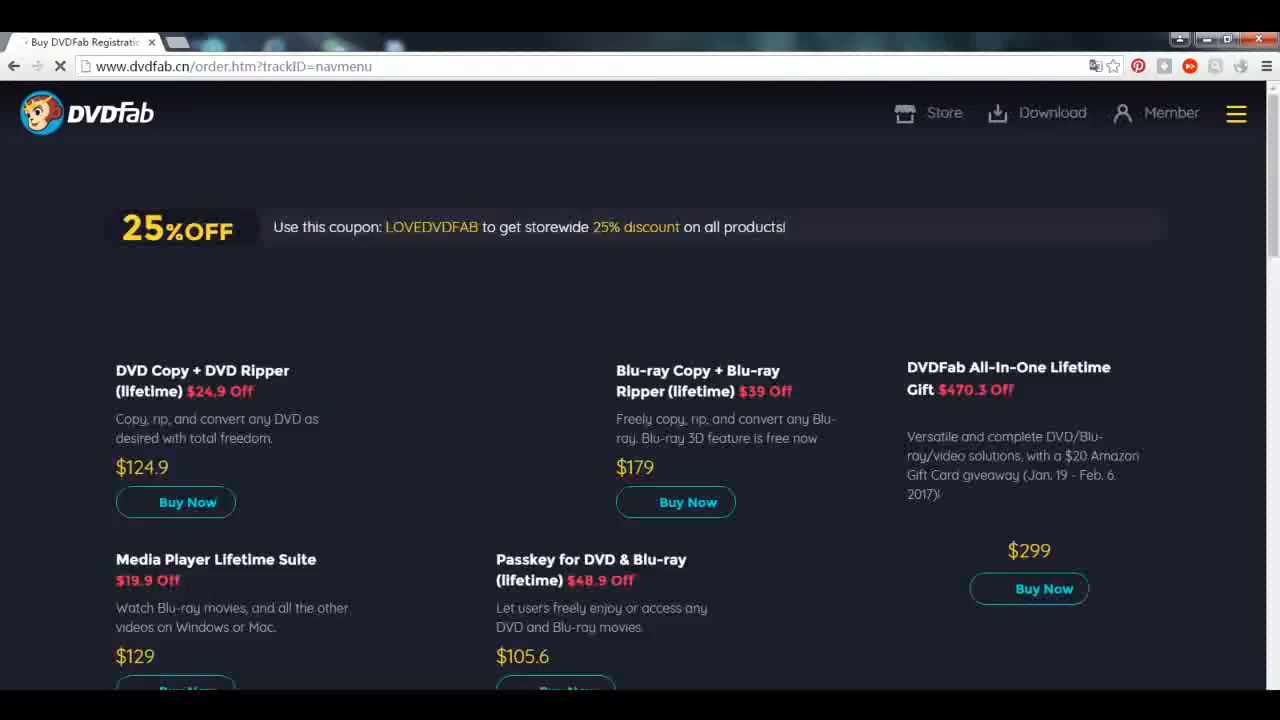 Buy DVDFab Registratio
www.dvdfab.cn/order.htm?trackID=navmenu
DVDFab
Store
Download
Member
25%OFF
Use this coupon: LOVEDVDFAB to get storewide 25% discount on all products!
DVD Copy + DVD Ripper
(lifetime) $24.9 Off
Copy, rip, and convert any DVD as
desired with total freedom.
$124.9
Buy Now
Blu-ray Copy + Blu-ray
Ripper (lifetime) $39 Off
Freely copy, rip, and convert any Blu-
ray. Blu-ray 3D feature is free now
$179
Buy Now
DVDFab All-In-One Lifetime
Gift $470.3 Off
Versatile and complete DVD/Blu-
ray/video solutions, with a $20 Amazon
Gift Card giveaway (Jan. 19 - Feb. 6.
2017)!
$299
Buy Now
Media Player Lifetime Suite
$19.9 Off
Watch Blu-ray movies, and all the other
videos on Windows or Mac.
$129
Buy Now
Passkey for DVD & Blu-ray
(lifetime) $48.9 Off
Let users freely enjoy or access any
DVD and Blu-ray movies.
$105.6
Buy Now